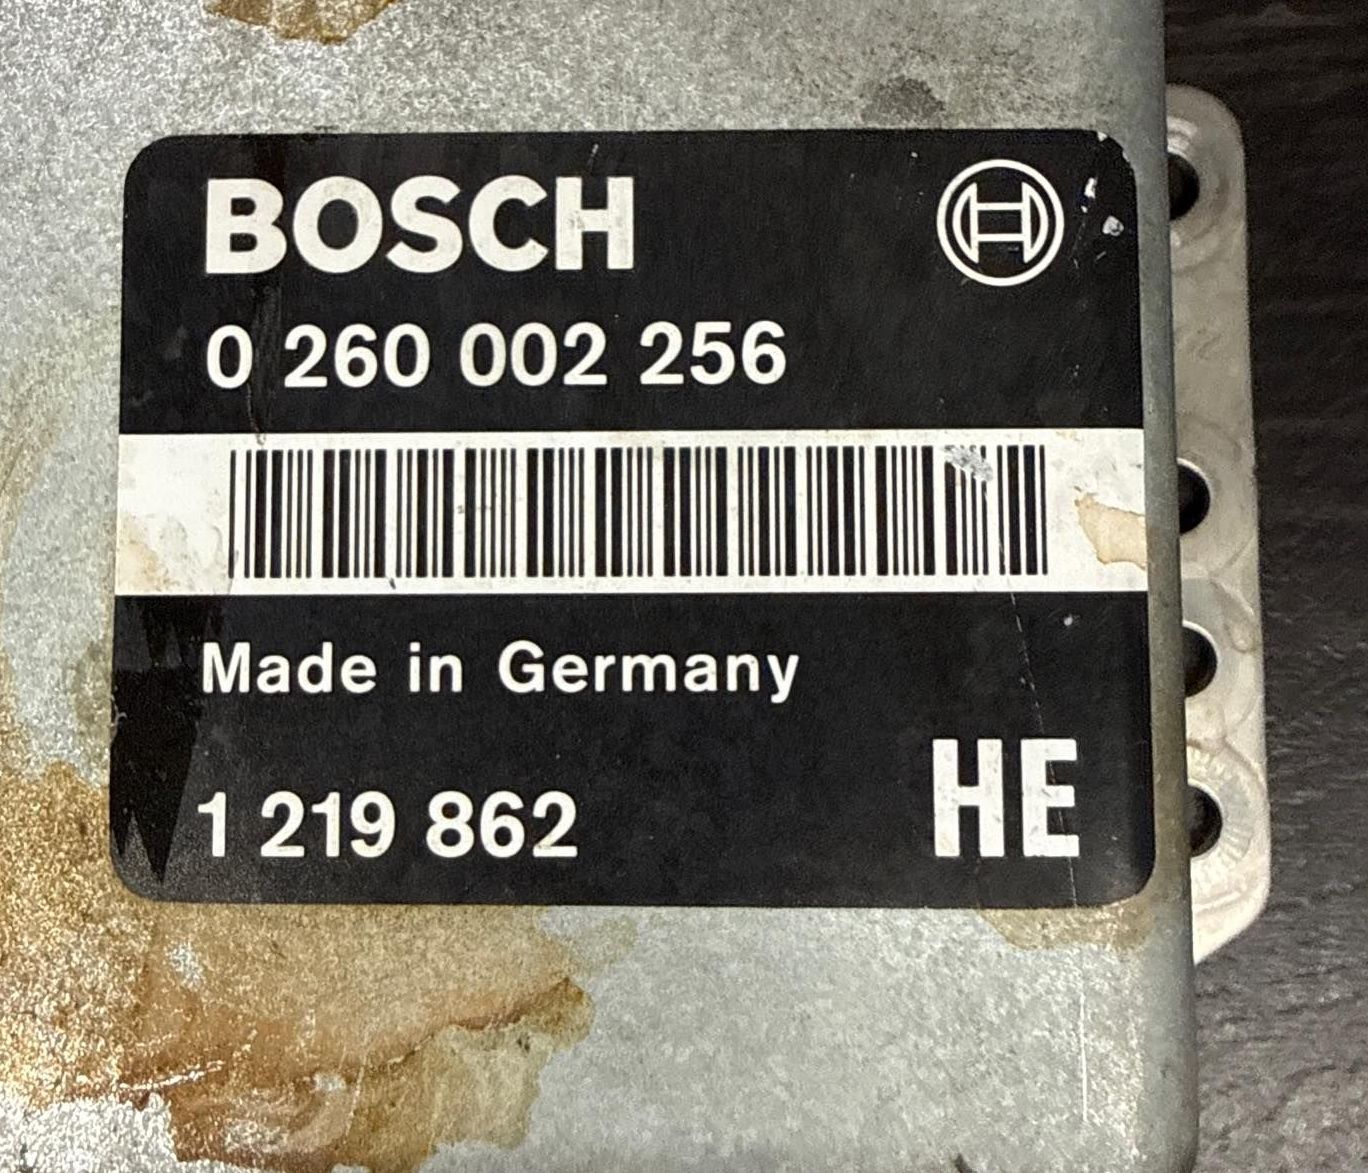 BOSCH
0 260 002 256
Made in Germany
HE
1 219 862